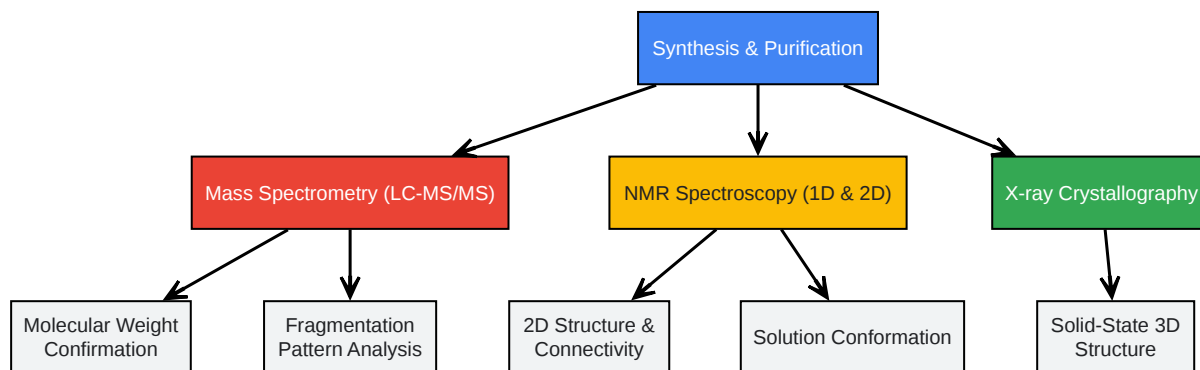 Synthesis & Purification
Mass Spectrometry (LC-MS/MS)
NMR Spectroscopy (1D & 2D)
X-ray Crystallography
Molecular Weight
Confirmation
Fragmentation
Pattern Analysis
2D Structure &
Connectivity
Solution Conformation
Solid-State 3D
Structure